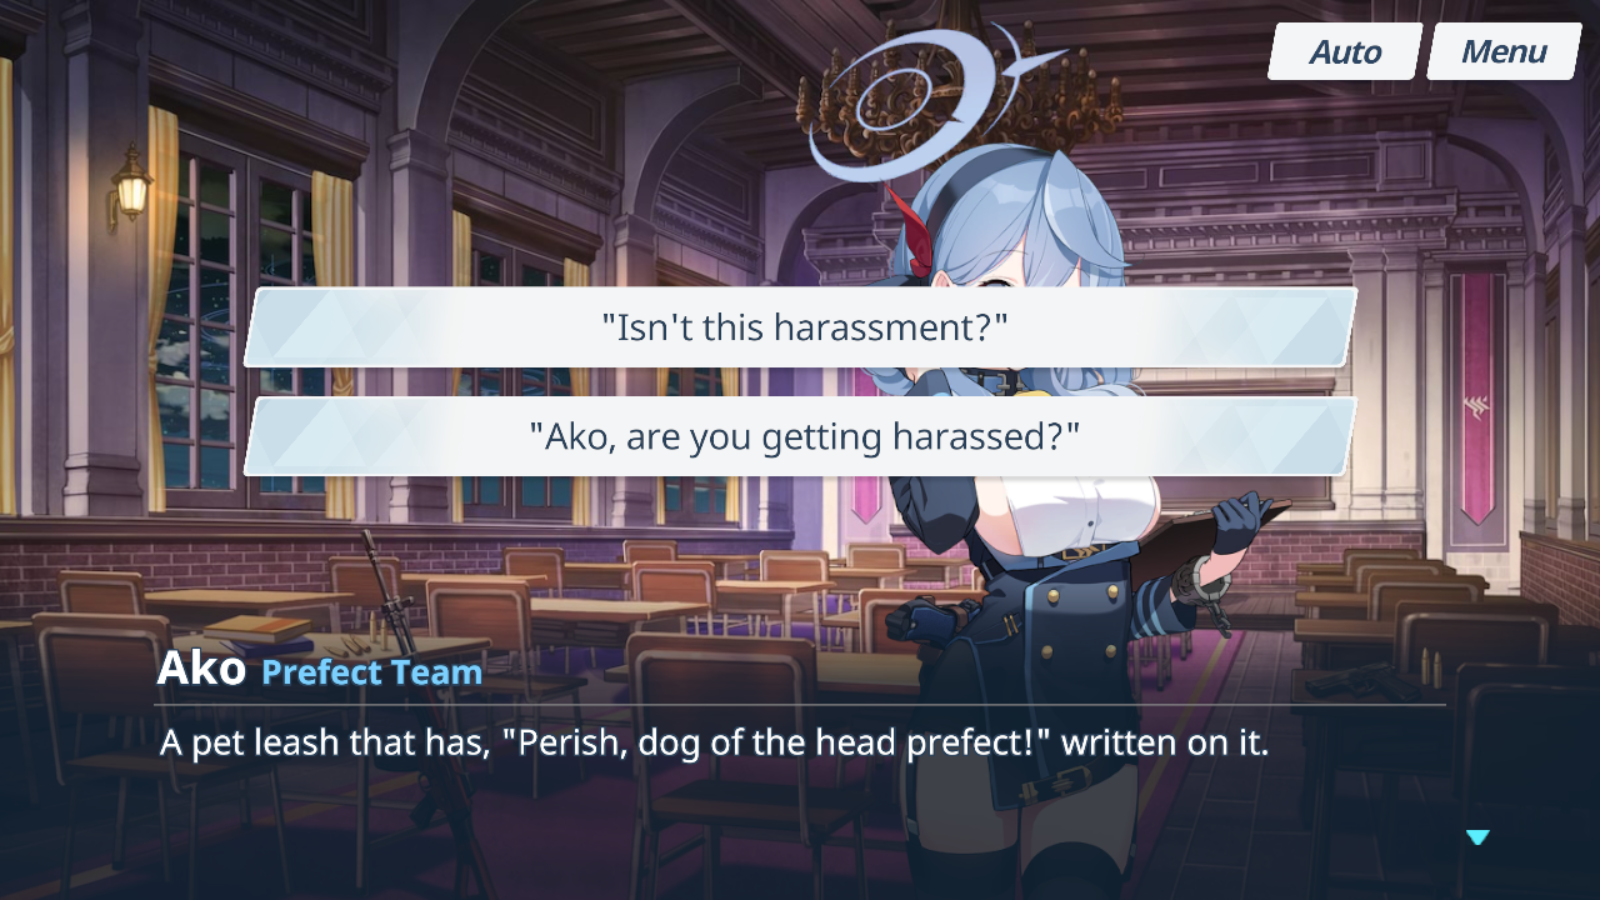 Auto
Menu
"Isn't this harassment?"
"Ako, are you getting harassed?"
Ako Prefect Team
A pet leash that has, "Perish, dog of the head prefect!" written on it.